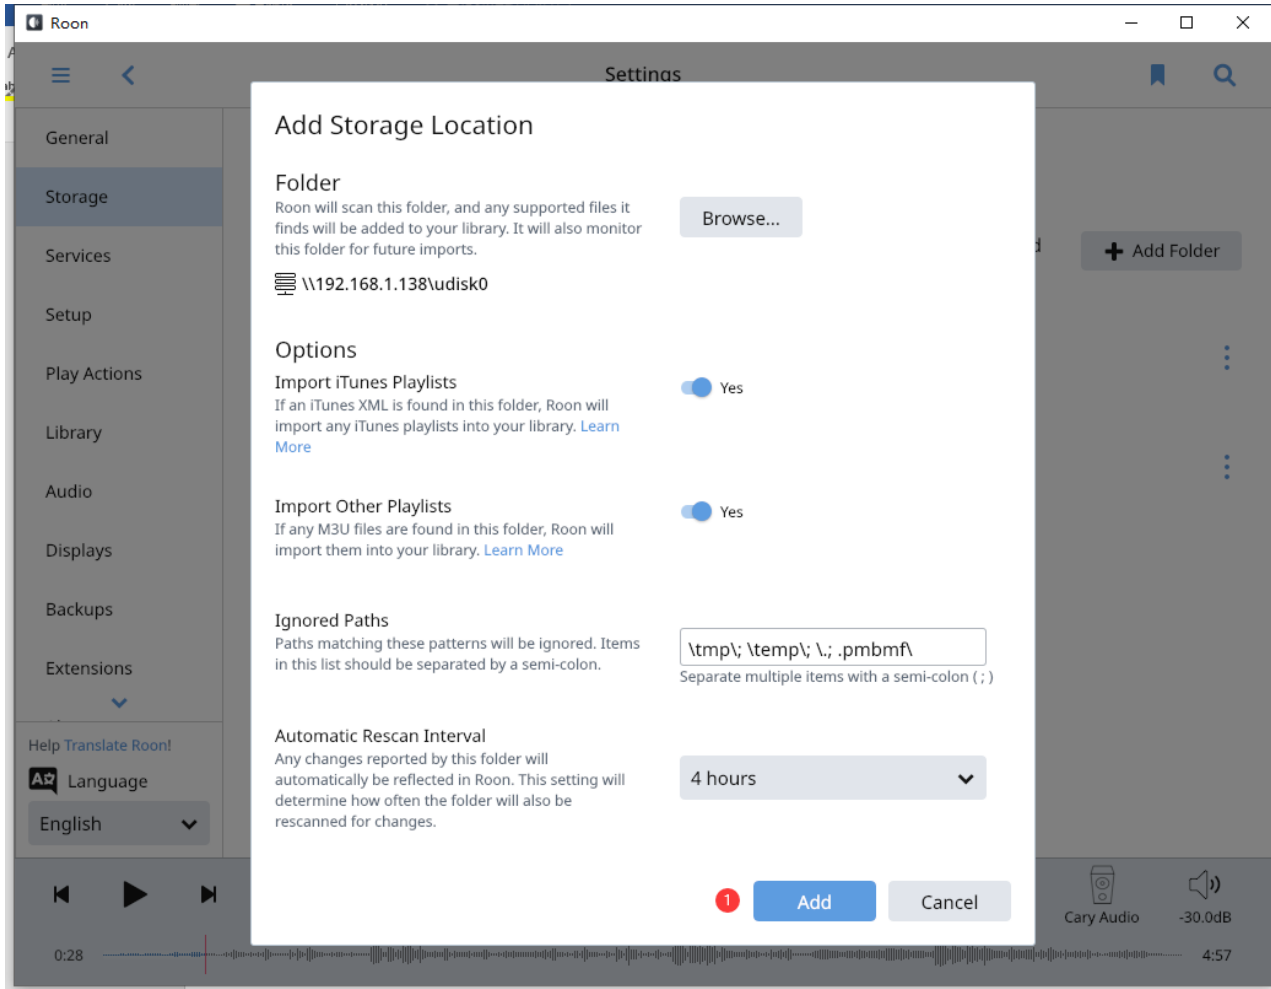 Roon
Settings
General
Storage
Services
Setup
Play Actions
Library
Audio
Displays
Backups
Extensions
Help Translate Roon!
Language
English
Add Storage Location
Folder
Roon will scan this folder, and any supported files it
finds will be added to your library. It will also monitor
this folder for future imports.
Browse...
\\192.168.1.138\udisk0
Options
Import iTunes Playlists
If an iTunes XML is found in this folder, Roon will
import any iTunes playlists into your library. Learn
More
Yes
Import Other Playlists
If any M3U files are found in this folder, Roon will
import them into your library. Learn More
Yes
Ignored Paths
Paths matching these patterns will be ignored. Items
in this list should be separated by a semi-colon.
\tmp\; \temp\; \.; .pmbmf\
Separate multiple items with a semi-colon ( ; )
Automatic Rescan Interval
Any changes reported by this folder will
automatically be reflected in Roon. This setting will
determine how often the folder will also be
rescanned for changes.
4 hours
1
Add
Cancel
+ Add Folder
Cary Audio
-30.0dB
0:28
4:57